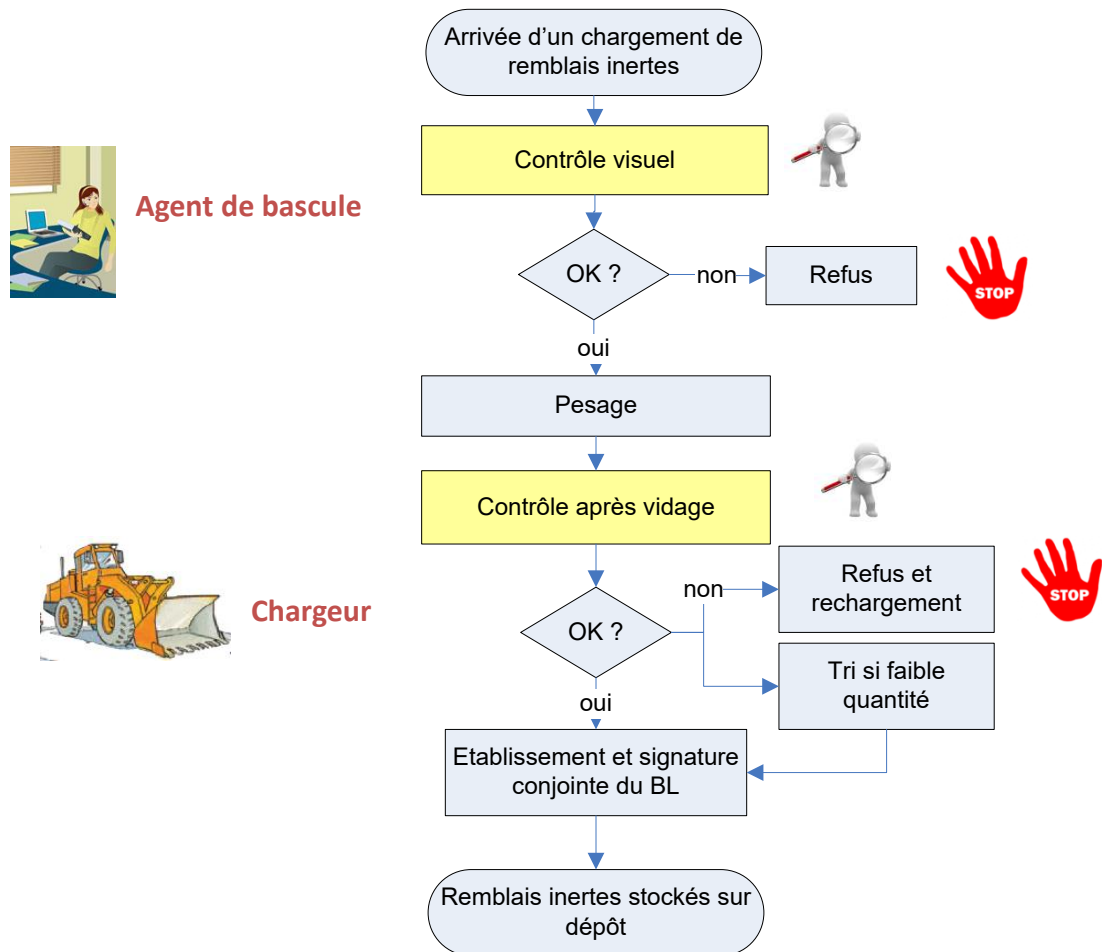 Arrivée d'un chargement de
remblais inertes
Contrôle visuel
Agent de bascule
OK ?
non
Refus
STOP
oui
Pesage
Contrôle après vidage
Chargeur
OK ?
non
Refus et
rechargement
STOP
Tri si faible
quantité
oui
Etablissement et signature
conjointe du BL
Remblais inertes stockés sur
dépôt